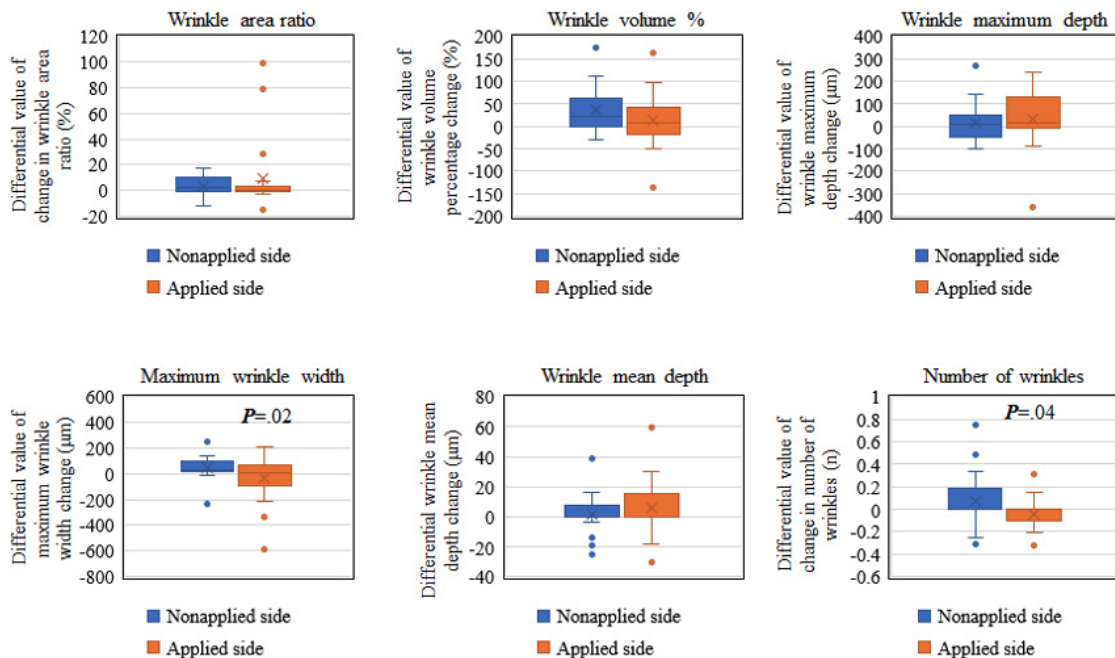 Wrinkle area ratio
Differential value of
change in wrinkle area
ratio (%)
120
100
80
60
40
20
0
-20
Nonapplied side
Applied side
Wrinkle volume %
Differential value of
wrinkle volume
percentage change (%)
200
150
100
50
0
-50
-100
-150
-200
Nonapplied side
Applied side
Wrinkle maximum depth
Differential value of
wrinkle maximum
depth change (μm)
400
300
200
100
0
-100
-200
-300
-400
Nonapplied side
Applied side
Maximum wrinkle width
Differential value of
maximum wrinkle
width change (μm)
600
400
200
0
-200
-400
-600
-800
P=.02
Nonapplied side
Applied side
Wrinkle mean depth
Differential wrinkle mean
depth change (μm)
80
60
40
20
0
-20
-40
Nonapplied side
Applied side
Number of wrinkles
Differential value of
change in number of
wrinkles (n)
1
0.8
0.6
0.4
0.2
0
-0.2
-0.4
-0.6
P=.04
Nonapplied side
Applied side